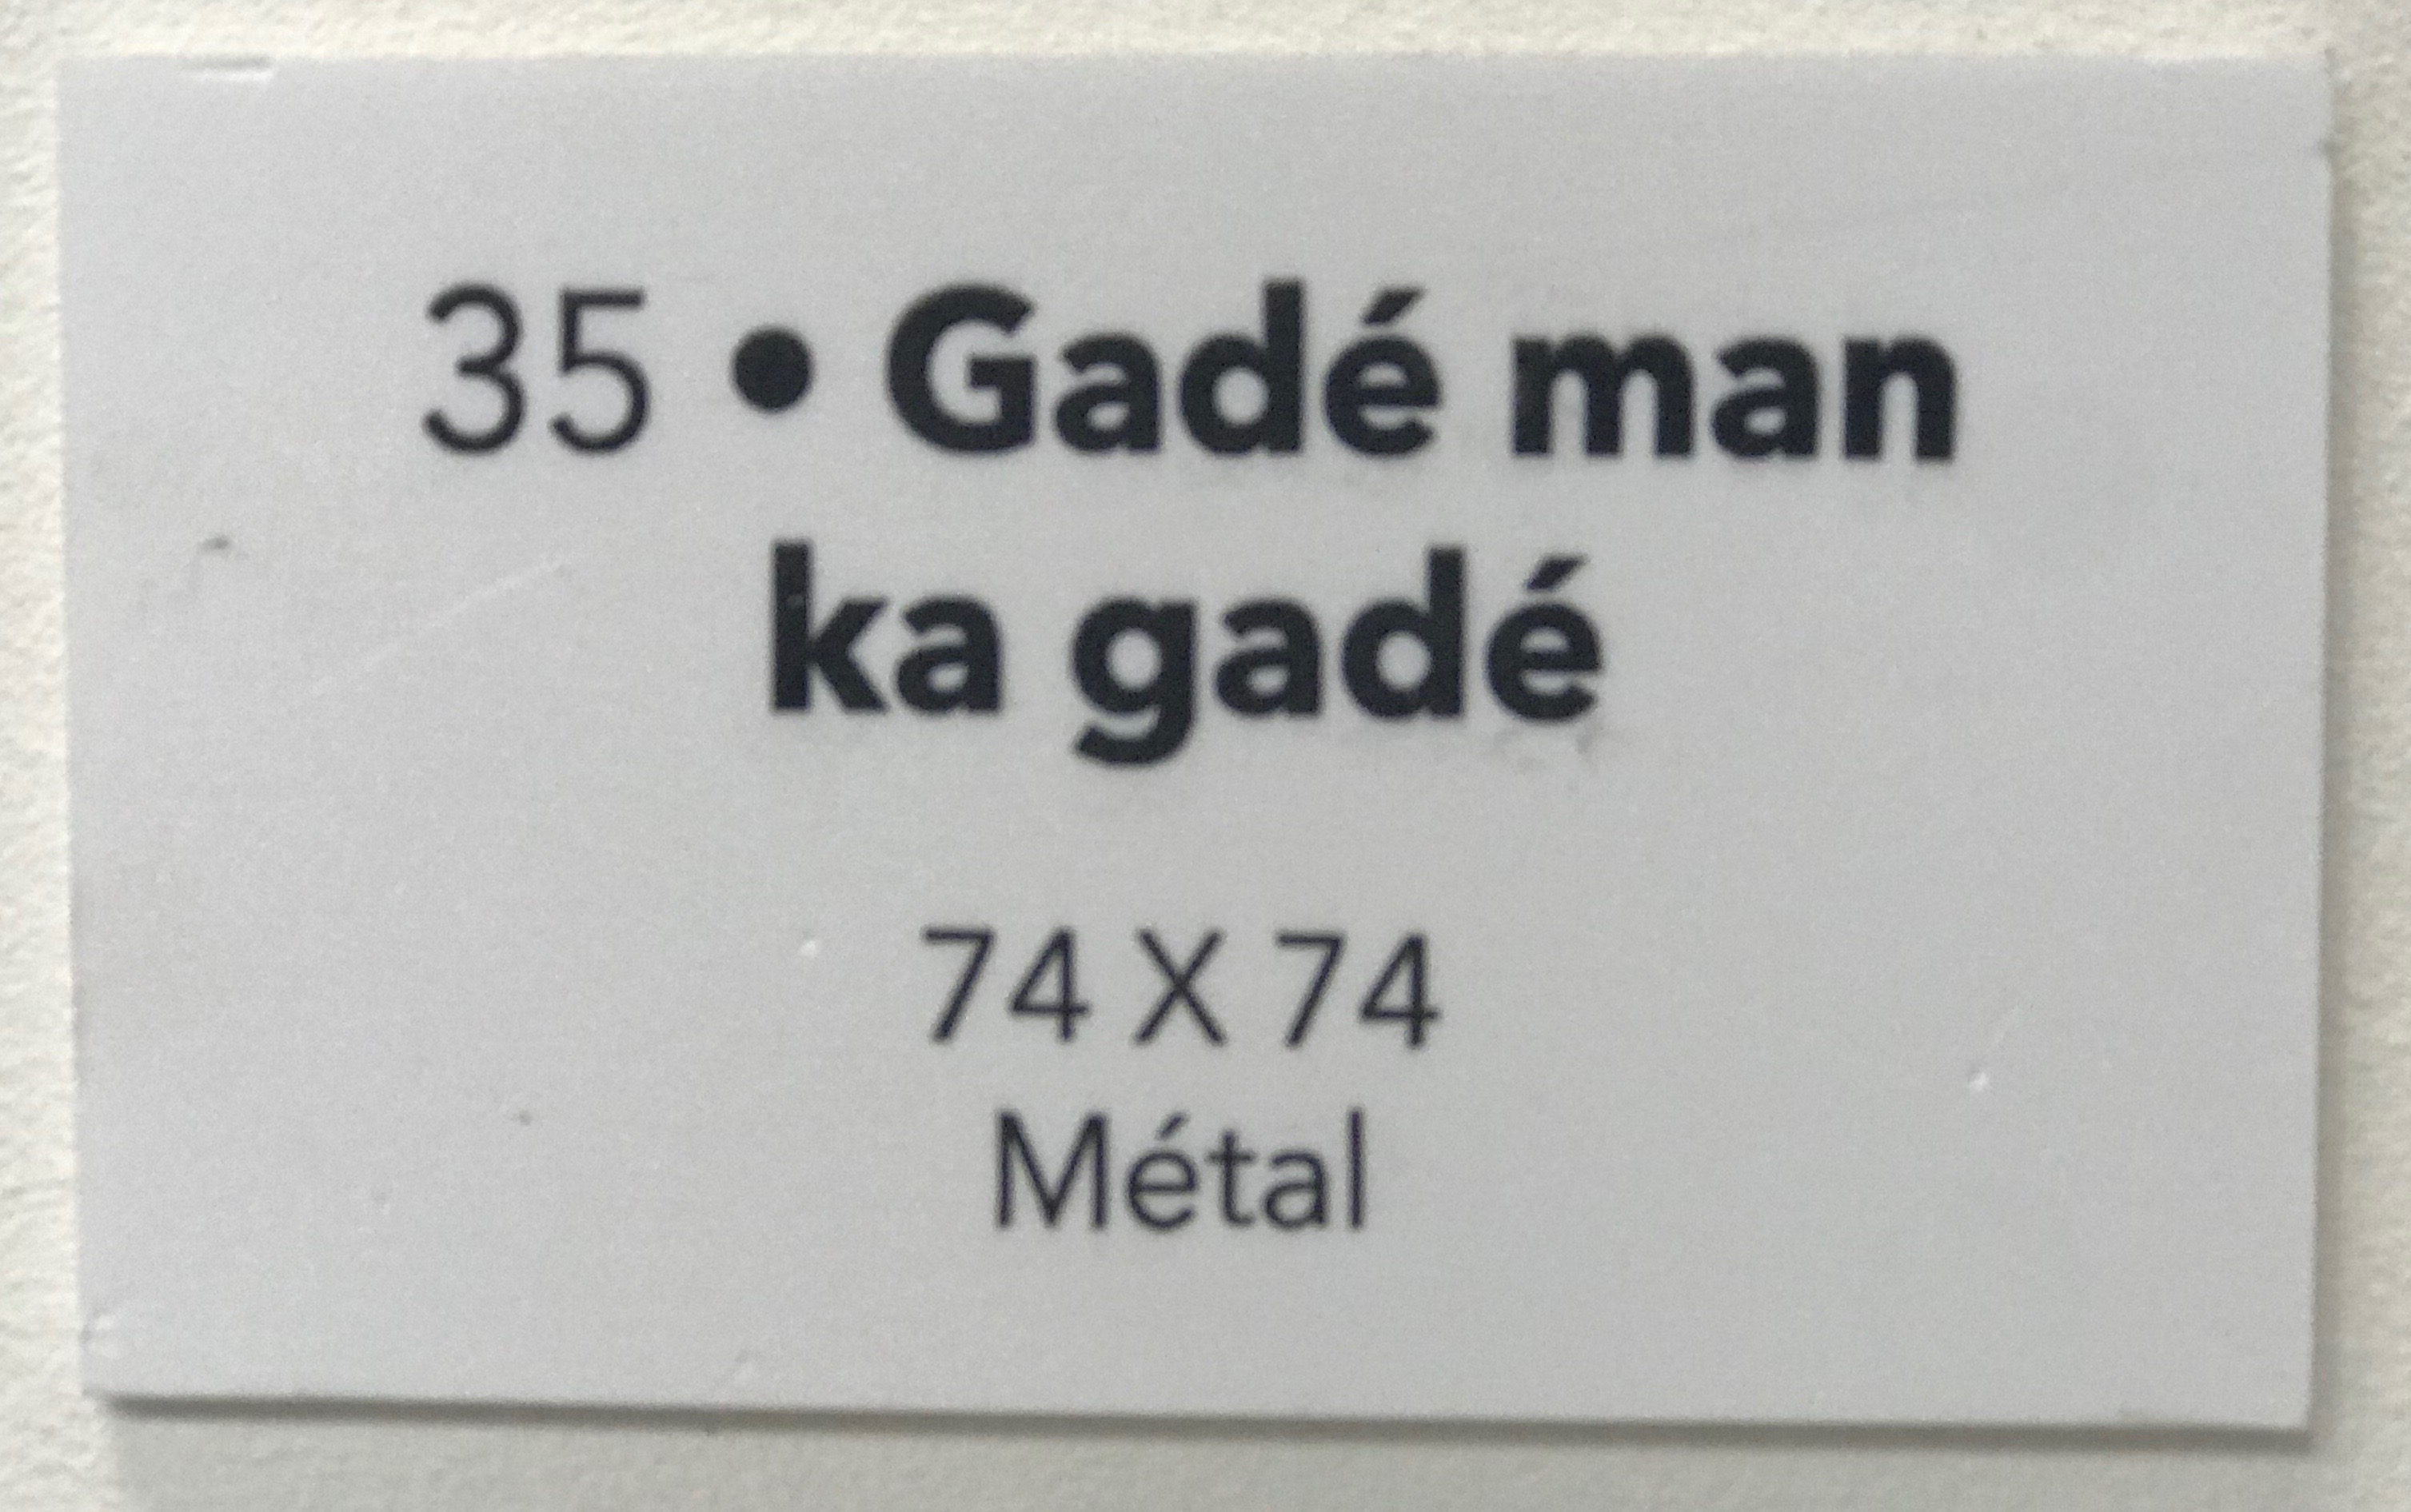 35 • Gadé man
ka gadé
74 X 74
Métal